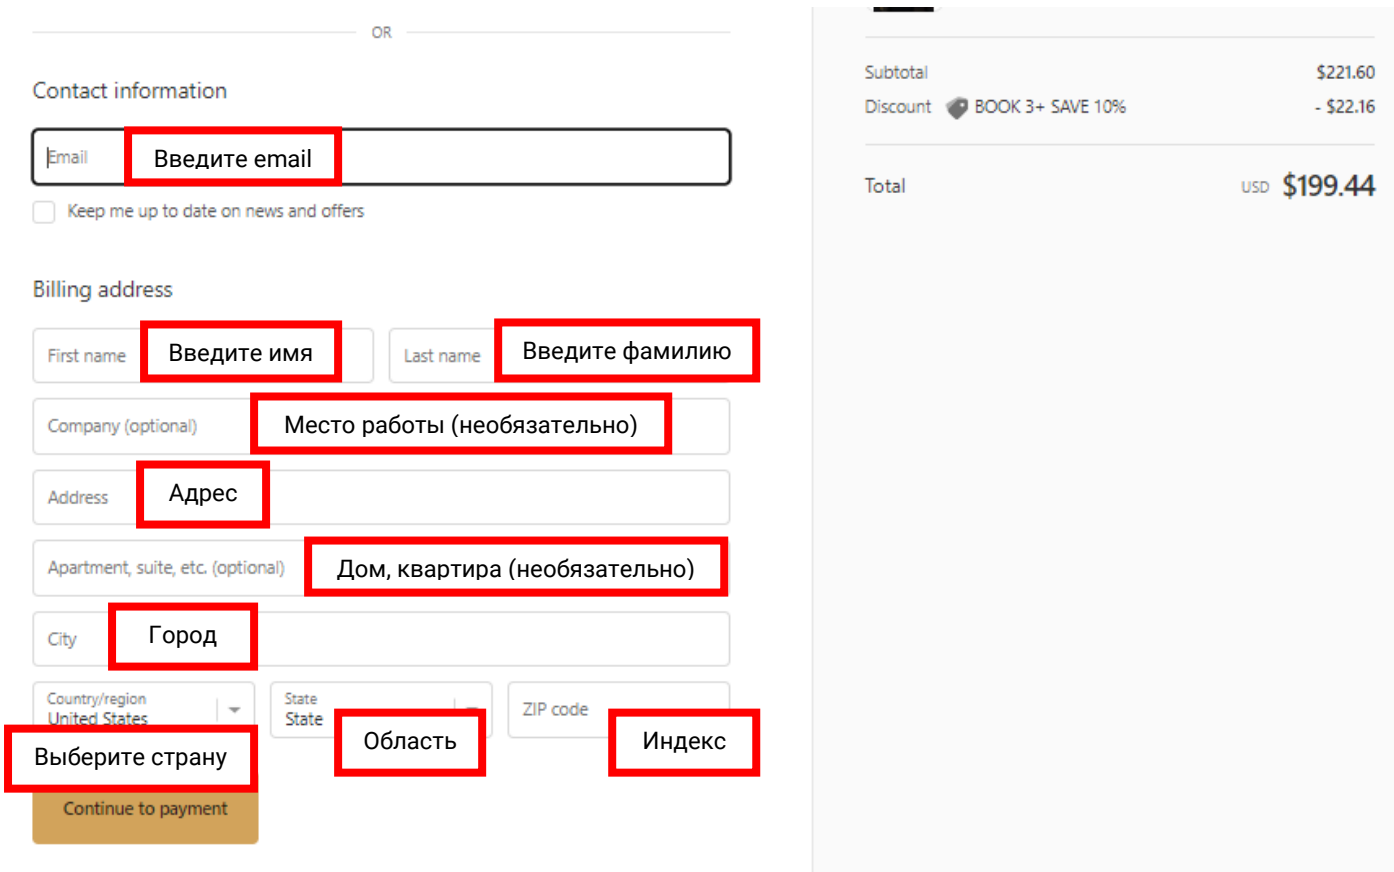 OR
Contact information
Email
Введите email
Keep me up to date on news and offers
Billing address
First name
Введите имя
Last name
Введите фамилию
Company (optional)
Место работы (необязательно)
Address
Адрес
Apartment, suite, etc. (optional)
Дом, квартира (необязательно)
City
Город
Country/region
United States
Выберите страну
State
State
Область
ZIP code
Индекс
Continue to payment
Subtotal $221.60
Discount BOOK 3+ SAVE 10% - $22.16
Total USD $199.44